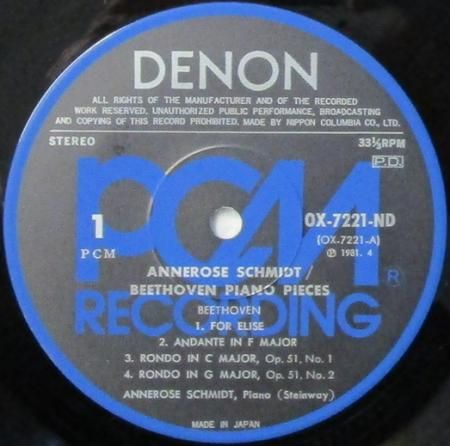 DENON
ALL RIGHTS OF THE MANUFACTURER AND OF THE RECORDED
WORK RESERVED. UNAUTHORIZED PUBLIC PERFORMANCE, BROADCASTING
AND COPYING OF THIS RECORD PROHIBITED. MADE BY NIPPON COLUMBIA CO., LTD.
STEREO 33⅓RPM
P.D.
PCM
1 OX-7221-ND
PCM (OX-7221-A)
Ⓟ 1981. 4
ANNEROSE SCHMIDT/
BEETHOVEN PIANO PIECES
RECORDING®
BEETHOVEN
1. FOR ELISE
2. ANDANTE IN F MAJOR
3. RONDO IN C MAJOR, Op. 51, No. 1
4. RONDO IN G MAJOR, Op. 51, No. 2
ANNEROSE SCHMIDT, Piano (Steinway)
MADE IN JAPAN